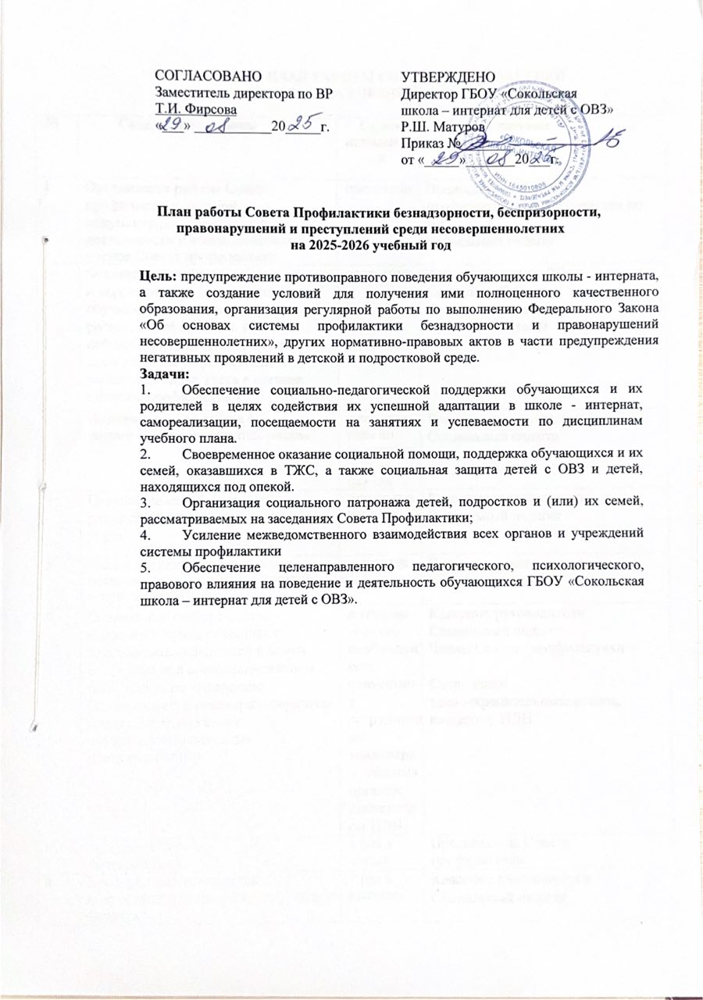 СОГЛАСОВАНО
Заместитель директора по ВР
Т.И. Фирсова
«29» 08 2025 г.
УТВЕРЖДЕНО
Директор ГБОУ «Сокольская
школа – интернат для детей с ОВЗ»
Р.Ш. Матуров
Приказ №
от «29» 08 2025г.
«СОКОЛЬСКАЯ
ШКОЛА-ИНТЕРНАТ
ИНН 1645010809
План работы Совета Профилактики безнадзорности, беспризорности,
правонарушений и преступлений среди несовершеннолетних
на 2025-2026 учебный год
Цель: предупреждение противоправного поведения обучающихся школы - интерната,
а также создание условий для получения ими полноценного качественного
образования, организация регулярной работы по выполнению Федерального Закона
«Об основах системы профилактики безнадзорности и правонарушений
несовершеннолетних», других нормативно-правовых актов в части предупреждения
негативных проявлений в детской и подростковой среде.
Задачи:
1. Обеспечение социально-педагогической поддержки обучающихся и их
родителей в целях содействия их успешной адаптации в школе - интернат,
самореализации, посещаемости на занятиях и успеваемости по дисциплинам
учебного плана.
2. Своевременное оказание социальной помощи, поддержка обучающихся и их
семей, оказавшихся в ТЖС, а также социальная защита детей с ОВЗ и детей,
находящихся под опекой.
3. Организация социального патронажа детей, подростков и (или) их семей,
рассматриваемых на заседаниях Совета Профилактики;
4. Усиление межведомственного взаимодействия всех органов и учреждений
системы профилактики
5. Обеспечение целенаправленного педагогического, психологического,
правового влияния на поведение и деятельность обучающихся ГБОУ «Сокольская
школа – интернат для детей с ОВЗ».